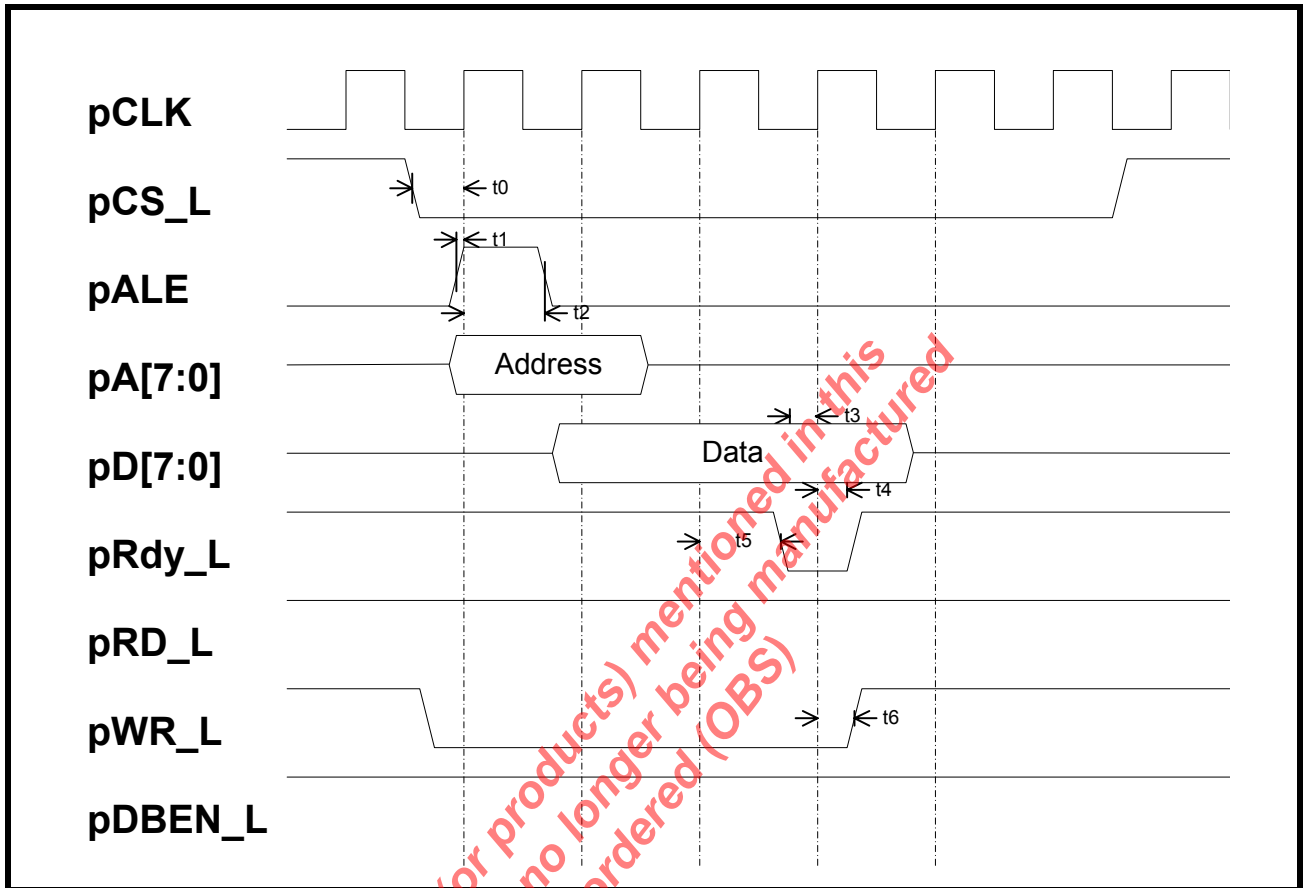 pCLK
pCS_L
t0
t1
pALE
t2
pA[7:0]
Address
t3
pD[7:0]
Data
t4
pRdy_L
t5
pRD_L
pWR_L
t6
pDBEN_L
(or products) mentioned in this
no longer being manufactured
ordered (OBS)